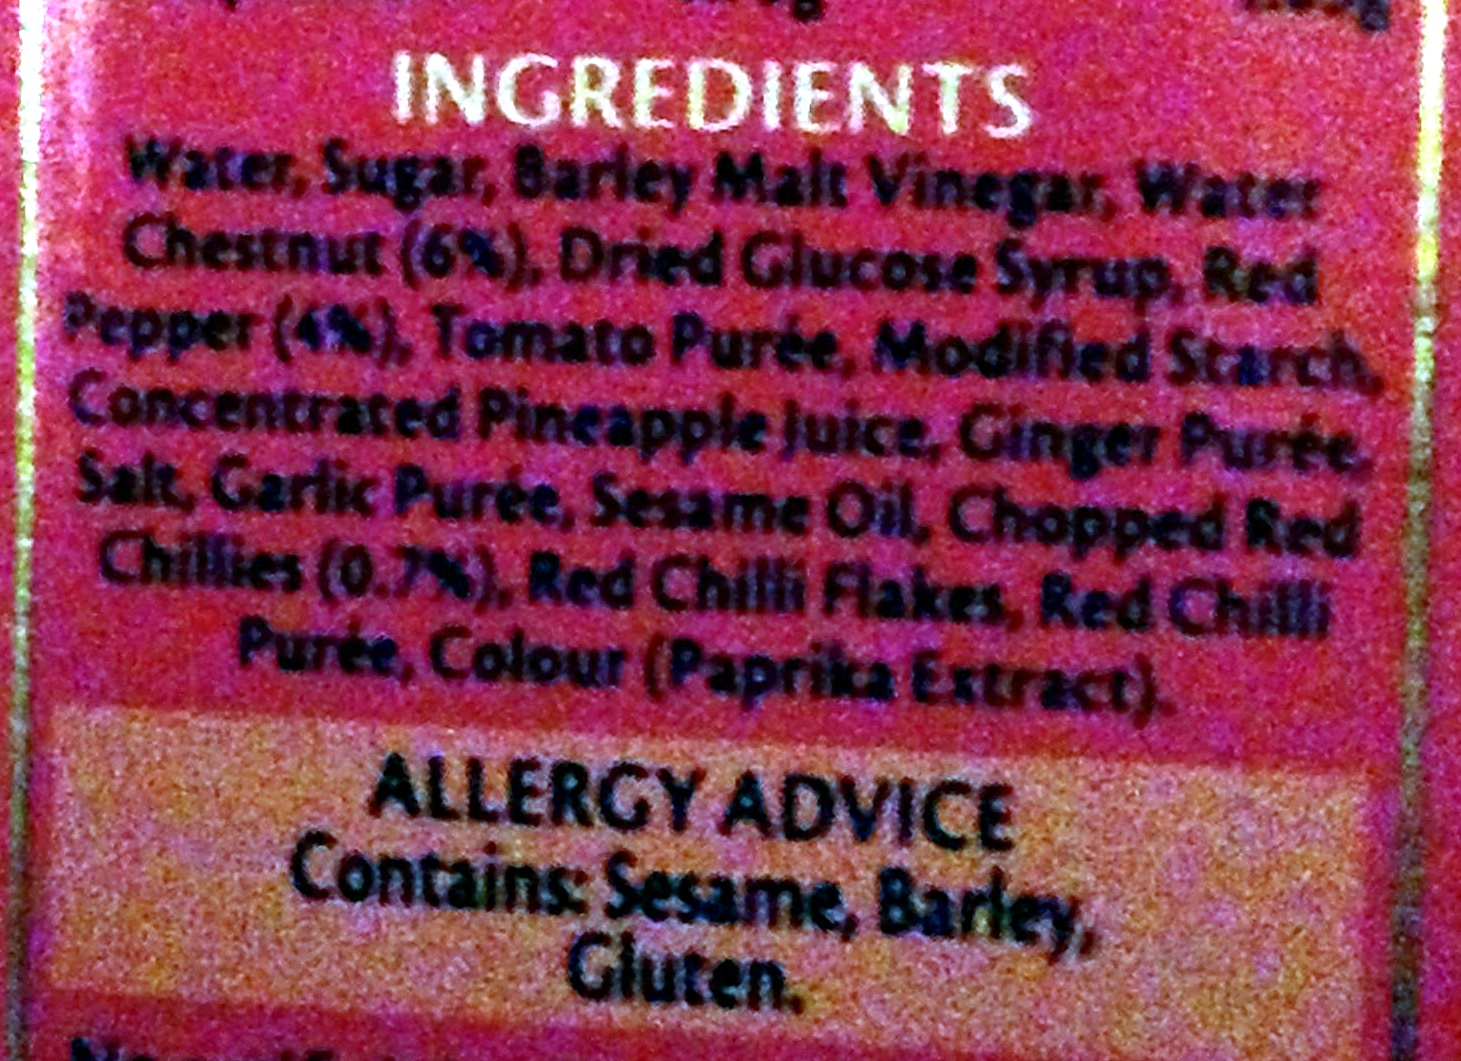 INGREDIENTS
Water, Sugar, Barley Malt Vinegar, Water
Chestnut (6%), Dried Glucose Syrup, Red
Pepper (4%), Tomato Purée, Modified Starch,
Concentrated Pineapple Juice, Ginger Purée,
Salt, Garlic Purée, Sesame Oil, Chopped Red
Chillies (0.7%), Red Chilli Flakes, Red Chilli
Purée, Colour (Paprika Extract).
ALLERGY ADVICE
Contains: Sesame, Barley,
Gluten.